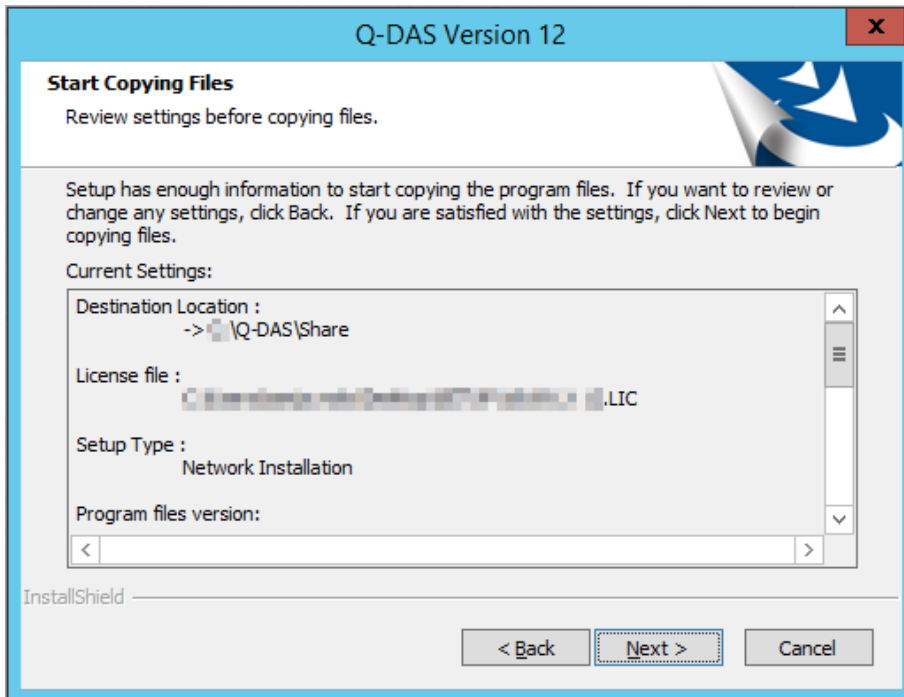 Q-DAS Version 12
x
Start Copying Files
Review settings before copying files.
Setup has enough information to start copying the program files.  If you want to review or
change any settings, click Back.  If you are satisfied with the settings, click Next to begin
copying files.
Current Settings:
Destination Location :
-> \Q-DAS\Share
License file :
.LIC
Setup Type :
Network Installation
Program files version:
InstallShield
< Back
Next >
Cancel